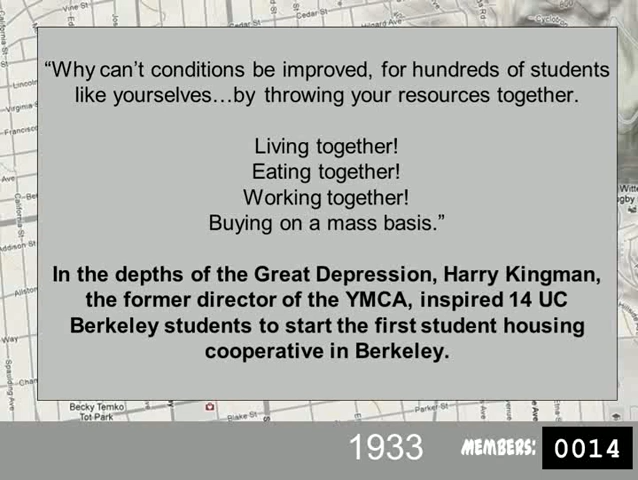 Vine St
Cedar St
“Why can’t conditions be improved, for hundreds of students
like yourselves…by throwing your resources together.
Living together!
Eating together!
Working together!
Buying on a mass basis.”
In the depths of the Great Depression, Harry Kingman,
the former director of the YMCA, inspired 14 UC
Berkeley students to start the first student housing
cooperative in Berkeley.
Becky Temko
Tot Park
Blake St
Parker St
1933 MEMBERS: 0014